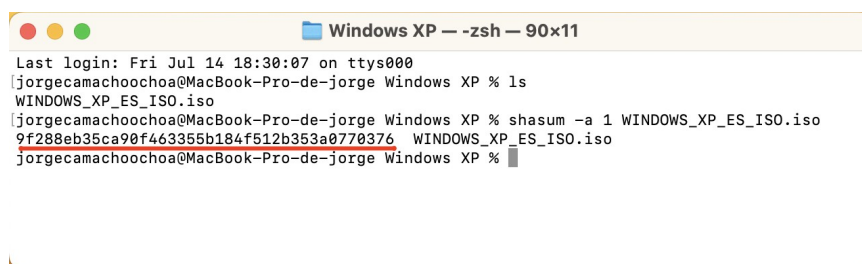 Windows XP — -zsh — 90×11
Last login: Fri Jul 14 18:30:07 on ttys000
[jorgecamachoochoa@MacBook-Pro-de-jorge Windows XP % ls
WINDOWS_XP_ES_ISO.iso
[jorgecamachoochoa@MacBook-Pro-de-jorge Windows XP % shasum -a 1 WINDOWS_XP_ES_ISO.iso
9f288eb35ca90f463355b184f512b353a0770376  WINDOWS_XP_ES_ISO.iso
jorgecamachoochoa@MacBook-Pro-de-jorge Windows XP %